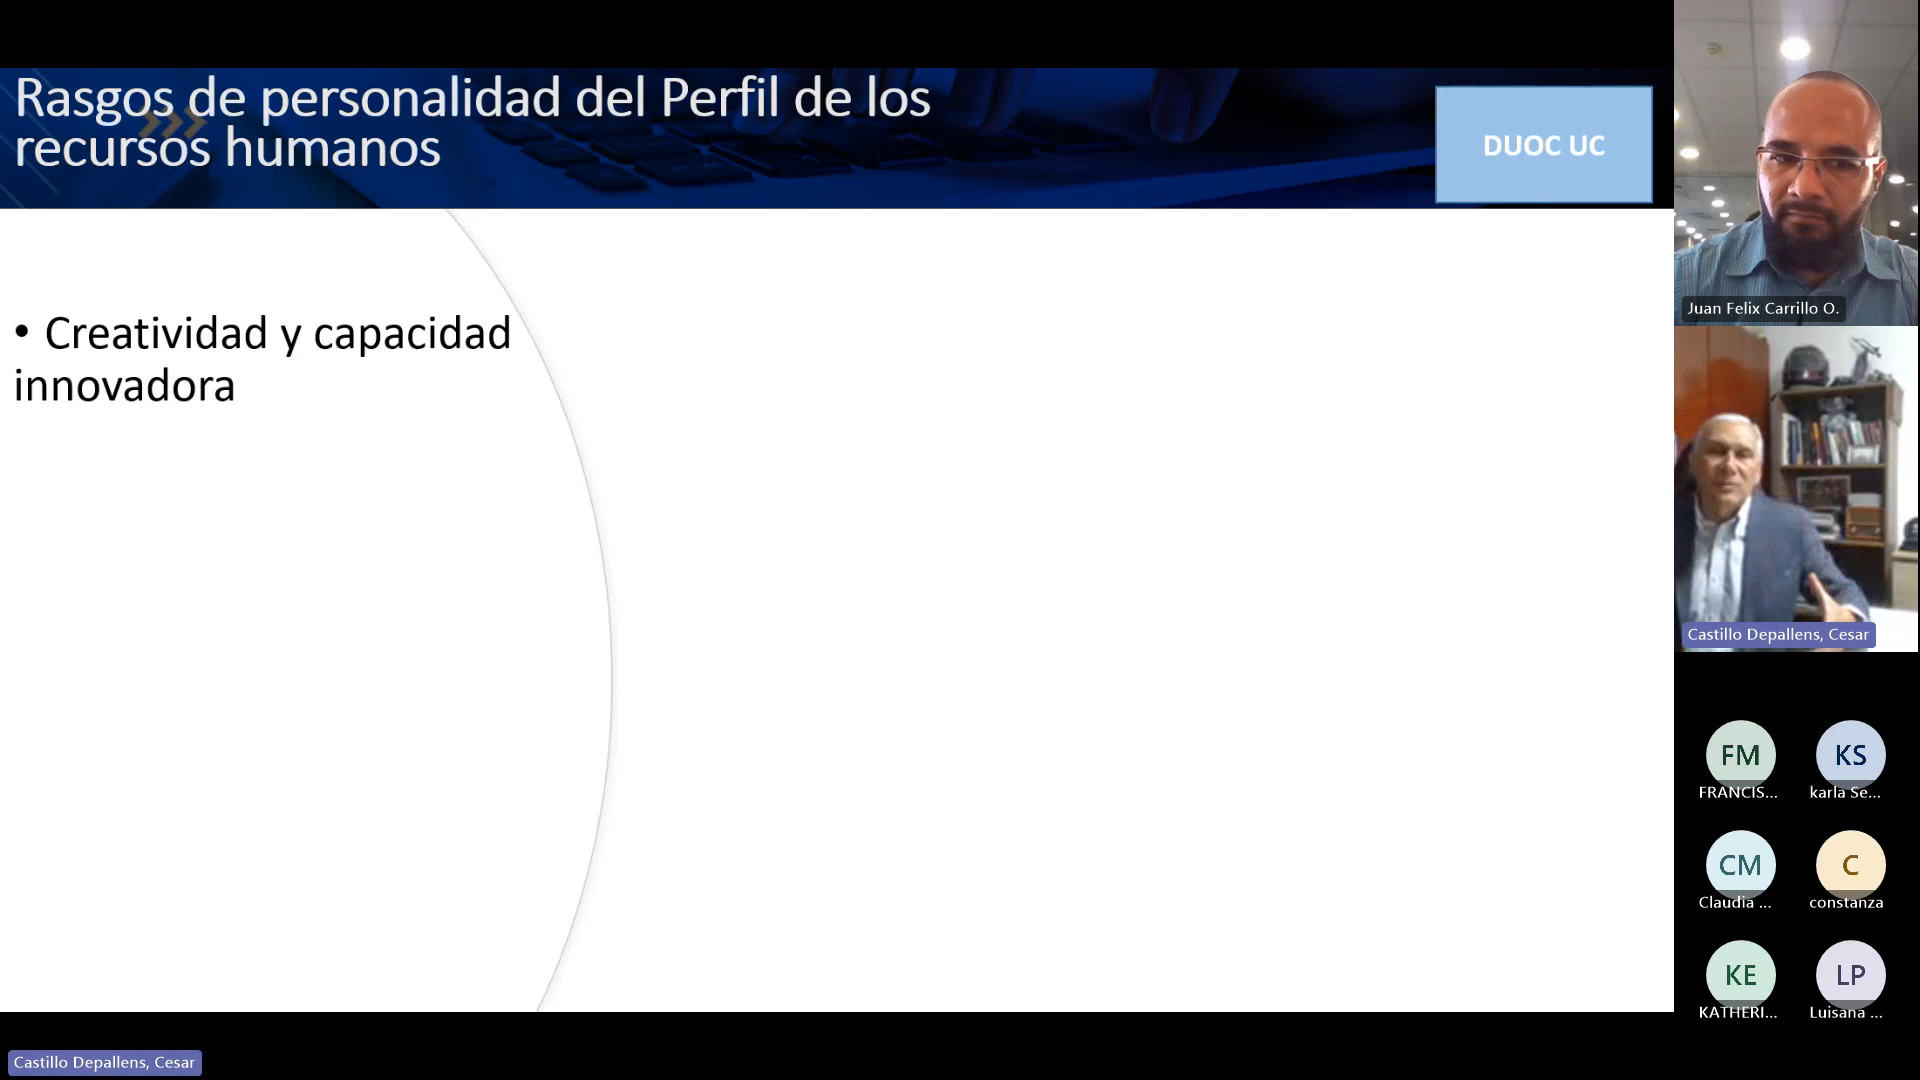 Rasgos de personalidad del Perfil de los
recursos humanos
DUOC UC
• Creatividad y capacidad
innovadora
Juan Felix Carrillo O.
Castillo Depallens, Cesar
FM
KS
FRANCIS...
karla Se...
CM
C
Claudia ...
constanza
KE
LP
KATHERI...
Luisana ...
Castillo Depallens, Cesar